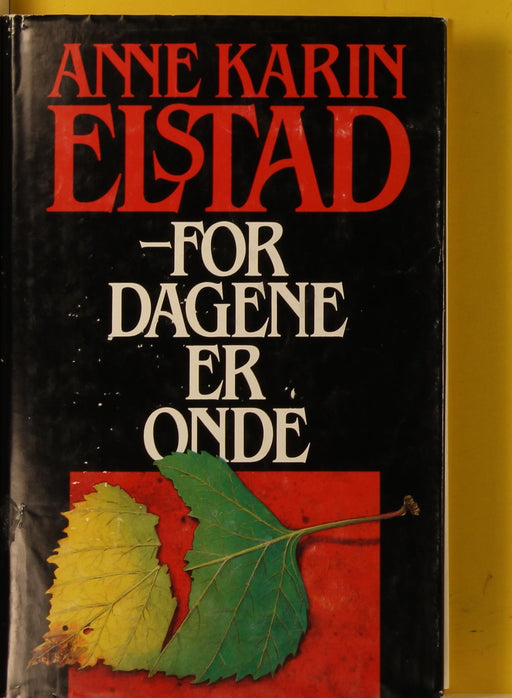 ANNE KARIN
ELSTAD
–FOR
DAGENE
ER
ONDE